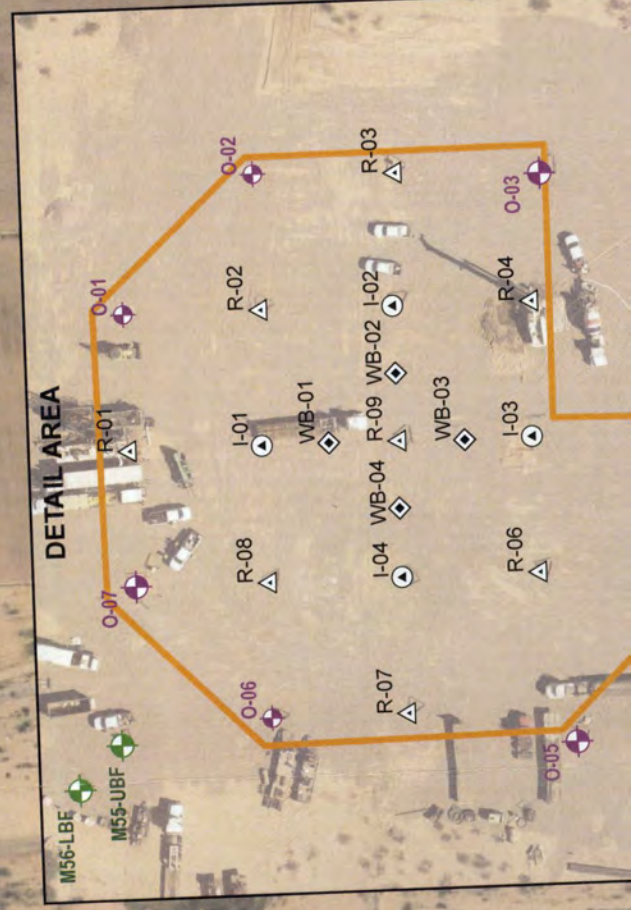 DETAIL AREA
M56-LBE
M55-UBF
O-07
R-01
O-01
O-02
O-06
R-08
I-01
R-02
WB-01
R-07
I-04
WB-04
R-09
WB-02
I-02
R-03
WB-03
O-05
R-06
I-03
R-04
O-03